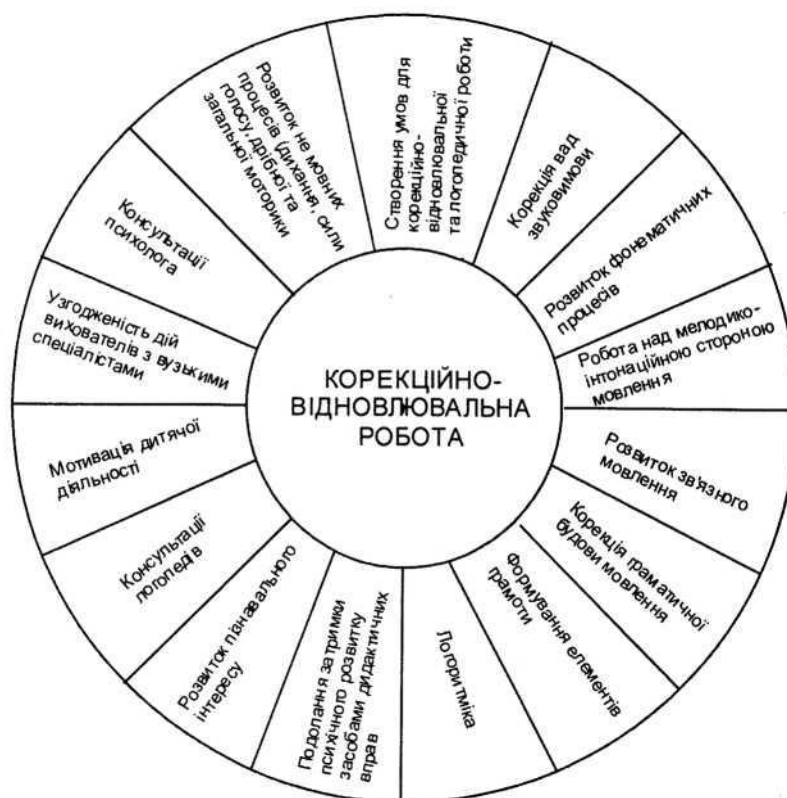 КОРЕКЦІЙНО-
ВІДНОВЛЮВАЛЬНА
РОБОТА
Створення умов для
корекційно-
відновлювальної
та логопедичної роботи
Корекція вад
звуковимови
Розвиток фонематичних
процесів
Робота над мелодико-
інтонаційною стороною
мовлення
Розвиток зв'язного
мовлення
Корекція граматичної
будови мовлення
Формування елементів
грамоти
Логоритміка
Подолання затримки
психічного розвитку
засобами дидактичних
вправ
Розвиток пізнавального
інтересу
Консультації
логопедів
Мотивація дитячої
діяльності
Узгодженість дій
вихователів з вузькими
спеціалістами
Консультації
психолога
Розвиток не мовних
процесів (дихання, сили
голосу, дрібної та
загальної моторики